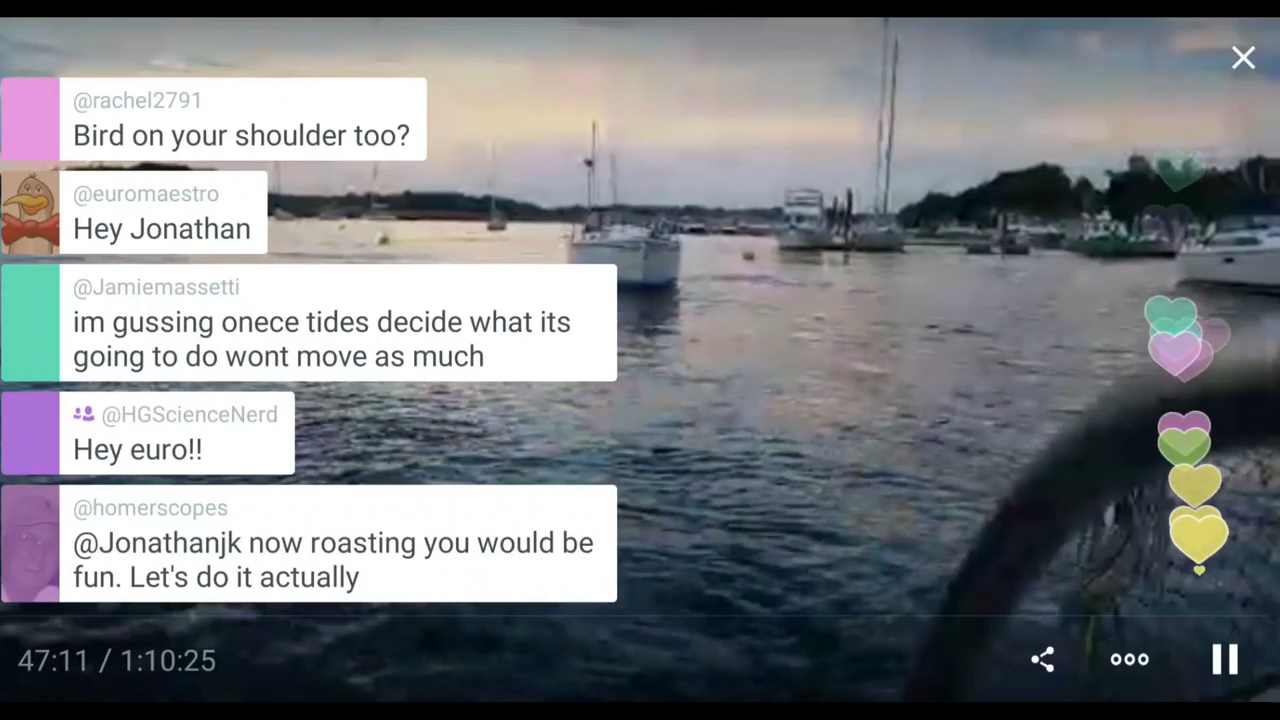 @rachel2791
Bird on your shoulder too?
@euromaestro
Hey Jonathan
@Jamiemassetti
im gussing onece tides decide what its
going to do wont move as much
@HGScienceNerd
Hey euro!!
@homerscopes
@Jonathanjk now roasting you would be
fun. Let's do it actually
47:11 / 1:10:25